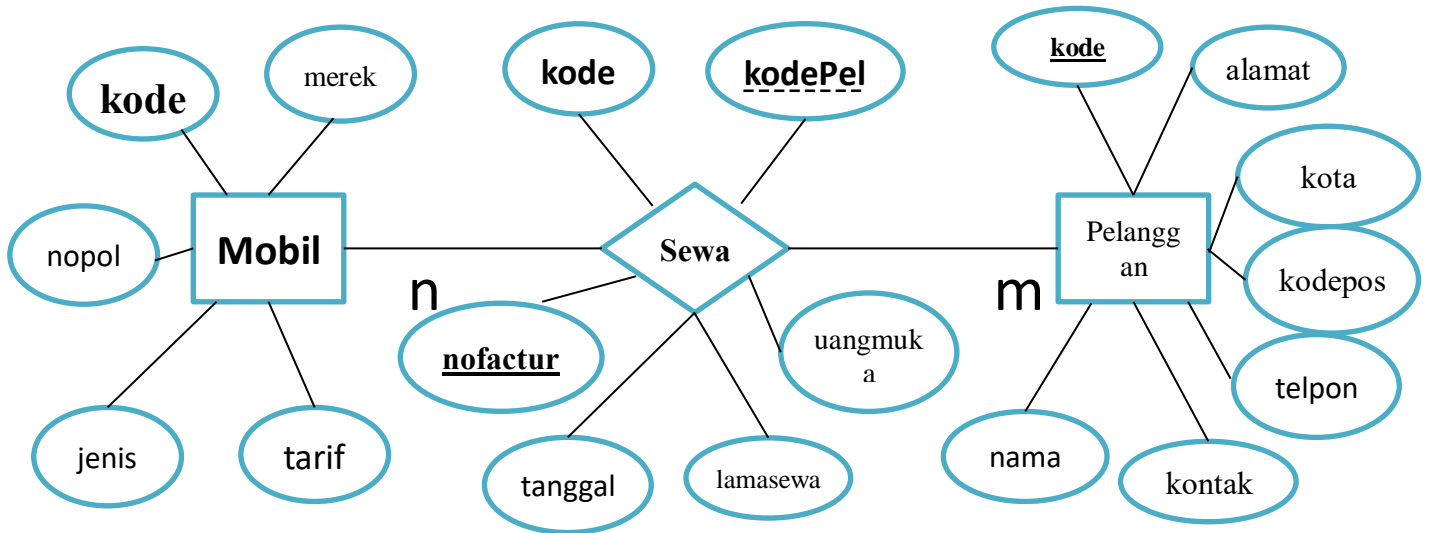 kode
merek
nopol
Mobil
jenis
tarif
n
kode
kodePel
Sewa
nofactur
uangmuk
a
tanggal
lamasewa
m
kode
alamat
Pelangg
an
kota
kodepos
telpon
nama
kontak